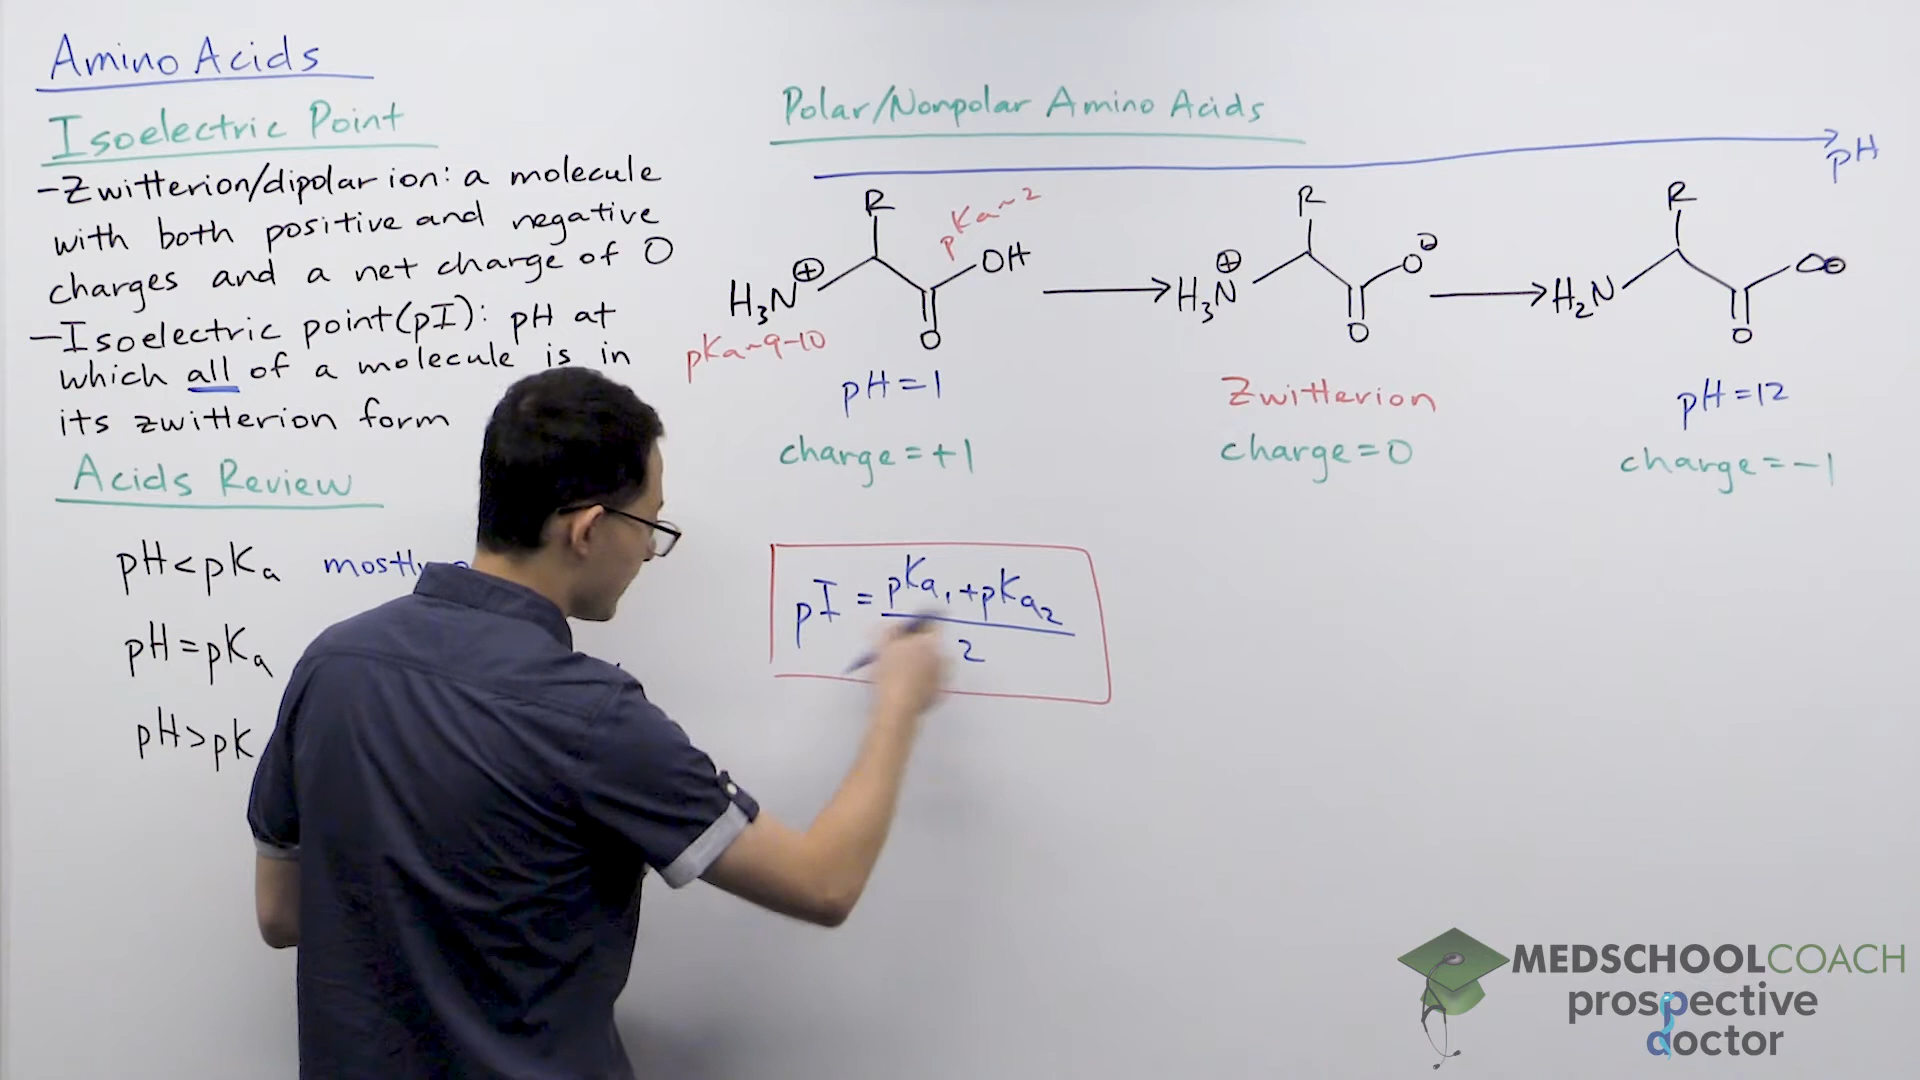 Amino Acids
Isoelectric Point
-Zwitterion/dipolar ion: a molecule
with both positive and negative
charges and a net charge of 0
-Isoelectric point(pI): pH at
which all of a molecule is in
its zwitterion form
Acids Review
pH<pKa mostly
pH=pKa
pH>pK
Polar/Nonpolar Amino Acids
pH
R
pKa~2
H3N⊕
OH
O
pKa~9-10
pH=1
charge=+1
R
H3N⊕
O⊖
O
Zwitterion
charge=0
R
H2N
O⊖
O
pH=12
charge=-1
pI = pKa1+pKa2
2
MEDSCHOOLCOACH
prospective
doctor